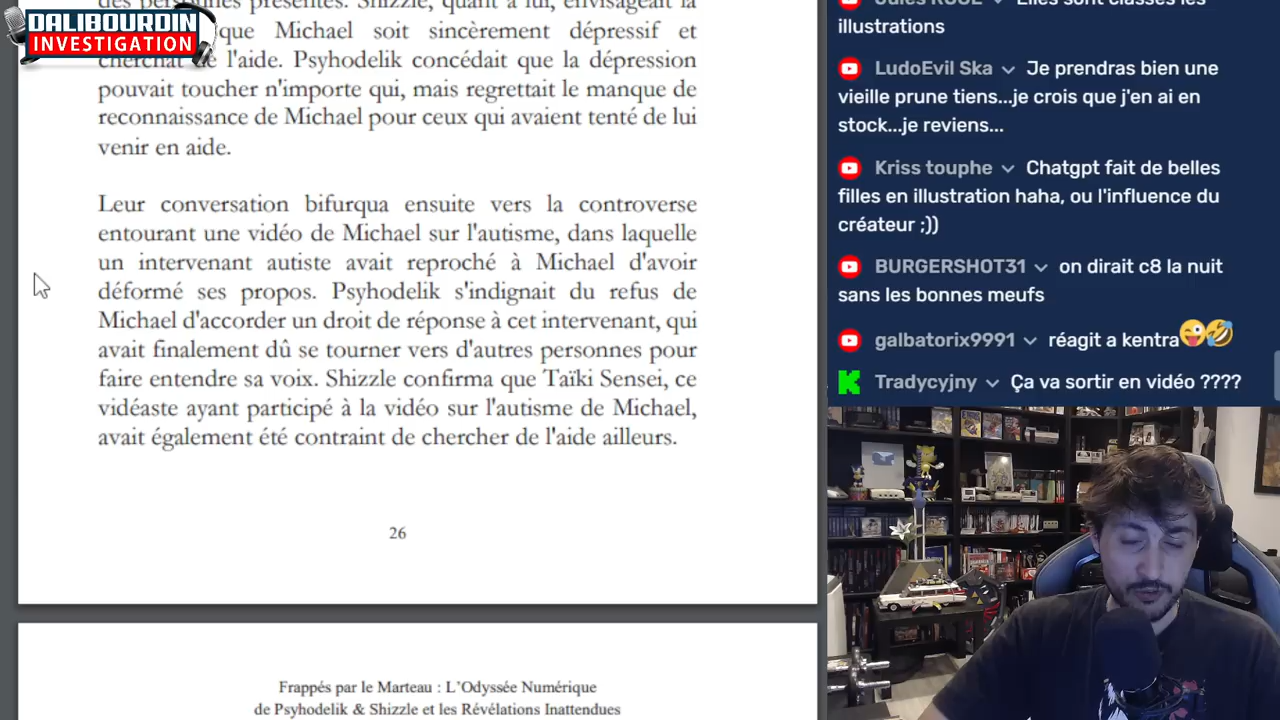 DALIBOURDIN
INVESTIGATION
des personnes présentes. Shizzle, quant à lui, envisageait la
que Michael soit sincèrement dépressif et
cherchât de l'aide. Psyhodelik concédait que la dépression
pouvait toucher n'importe qui, mais regrettait le manque de
reconnaissance de Michael pour ceux qui avaient tenté de lui
venir en aide.
Leur conversation bifurqua ensuite vers la controverse
entourant une vidéo de Michael sur l'autisme, dans laquelle
un intervenant autiste avait reproché à Michael d'avoir
déformé ses propos. Psyhodelik s'indignait du refus de
Michael d'accorder un droit de réponse à cet intervenant, qui
avait finalement dû se tourner vers d'autres personnes pour
faire entendre sa voix. Shizzle confirma que Taïki Sensei, ce
vidéaste ayant participé à la vidéo sur l'autisme de Michael,
avait également été contraint de chercher de l'aide ailleurs.
26
Frappés par le Marteau : L'Odyssée Numérique
de Psyhodelik & Shizzle et les Révélations Inattendues
Elles sont classes les
illustrations
LudoEvil Ska Je prendras bien une
vieille prune tiens...je crois que j'en ai en
stock...je reviens...
Kriss touphe Chatgpt fait de belles
filles en illustration haha, ou l'influence du
créateur ;))
BURGERSHOT31 on dirait c8 la nuit
sans les bonnes meufs
galbatorix9991 réagit a kentra😜🤣
Tradycyjny Ça va sortir en vidéo ????